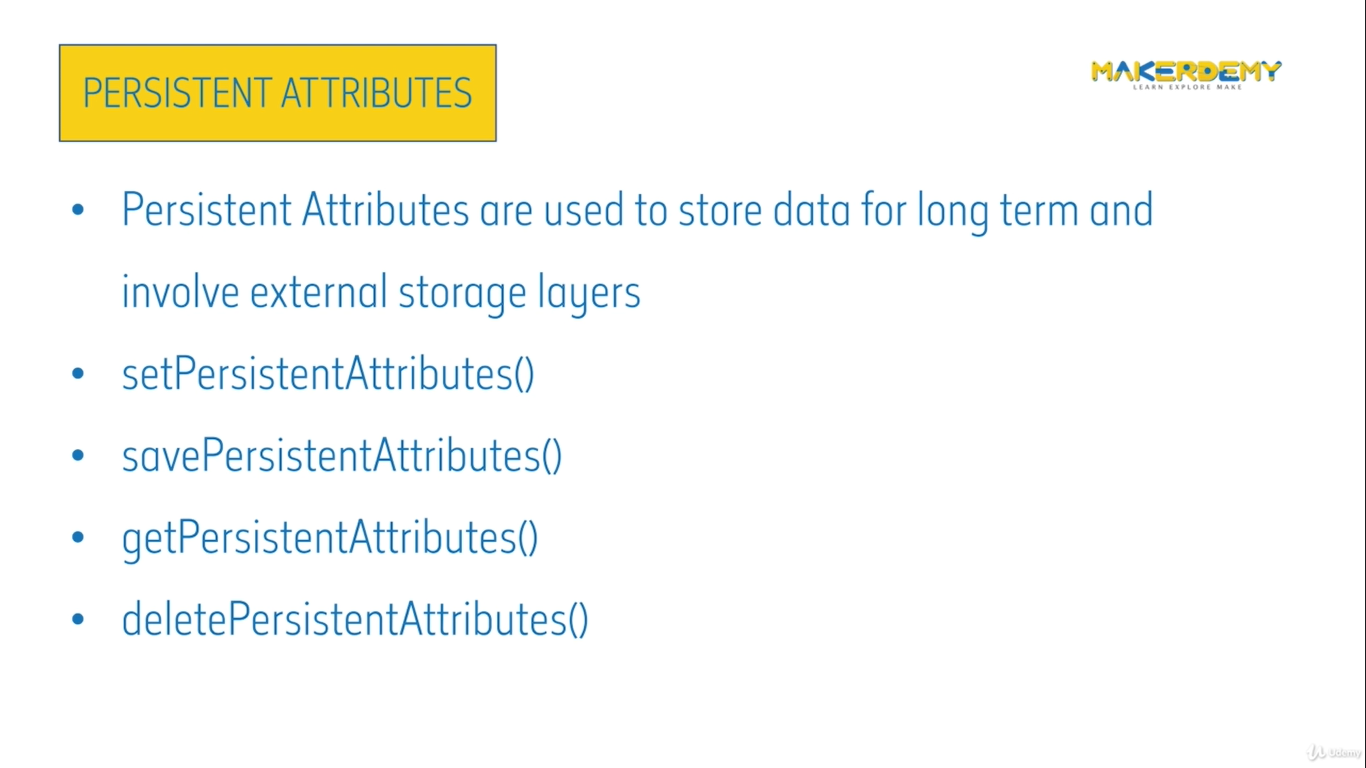 PERSISTENT ATTRIBUTES
MAKERDEMY
LEARN EXPLORE MAKE
• Persistent Attributes are used to store data for long term and
involve external storage layers
• setPersistentAttributes()
• savePersistentAttributes()
• getPersistentAttributes()
• deletePersistentAttributes()
Udemy